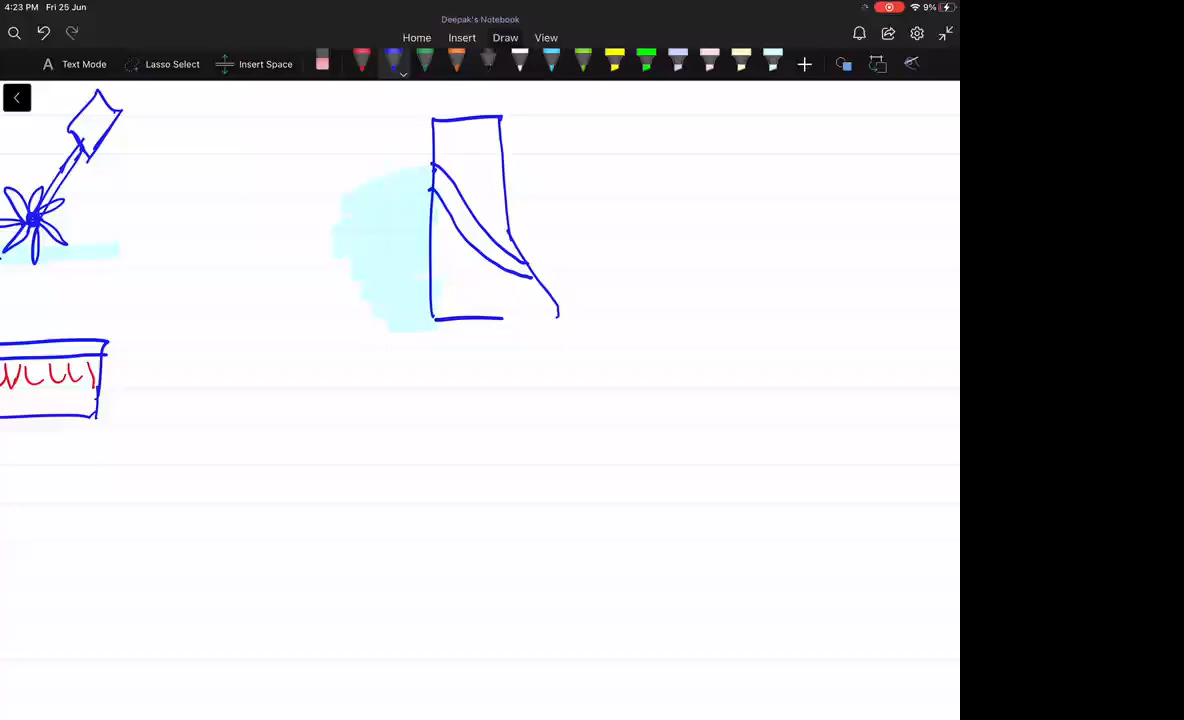 4:23 PM Fri 25 Jun
9%
Deepak's Notebook
Home Insert Draw View
A Text Mode Lasso Select Insert Space